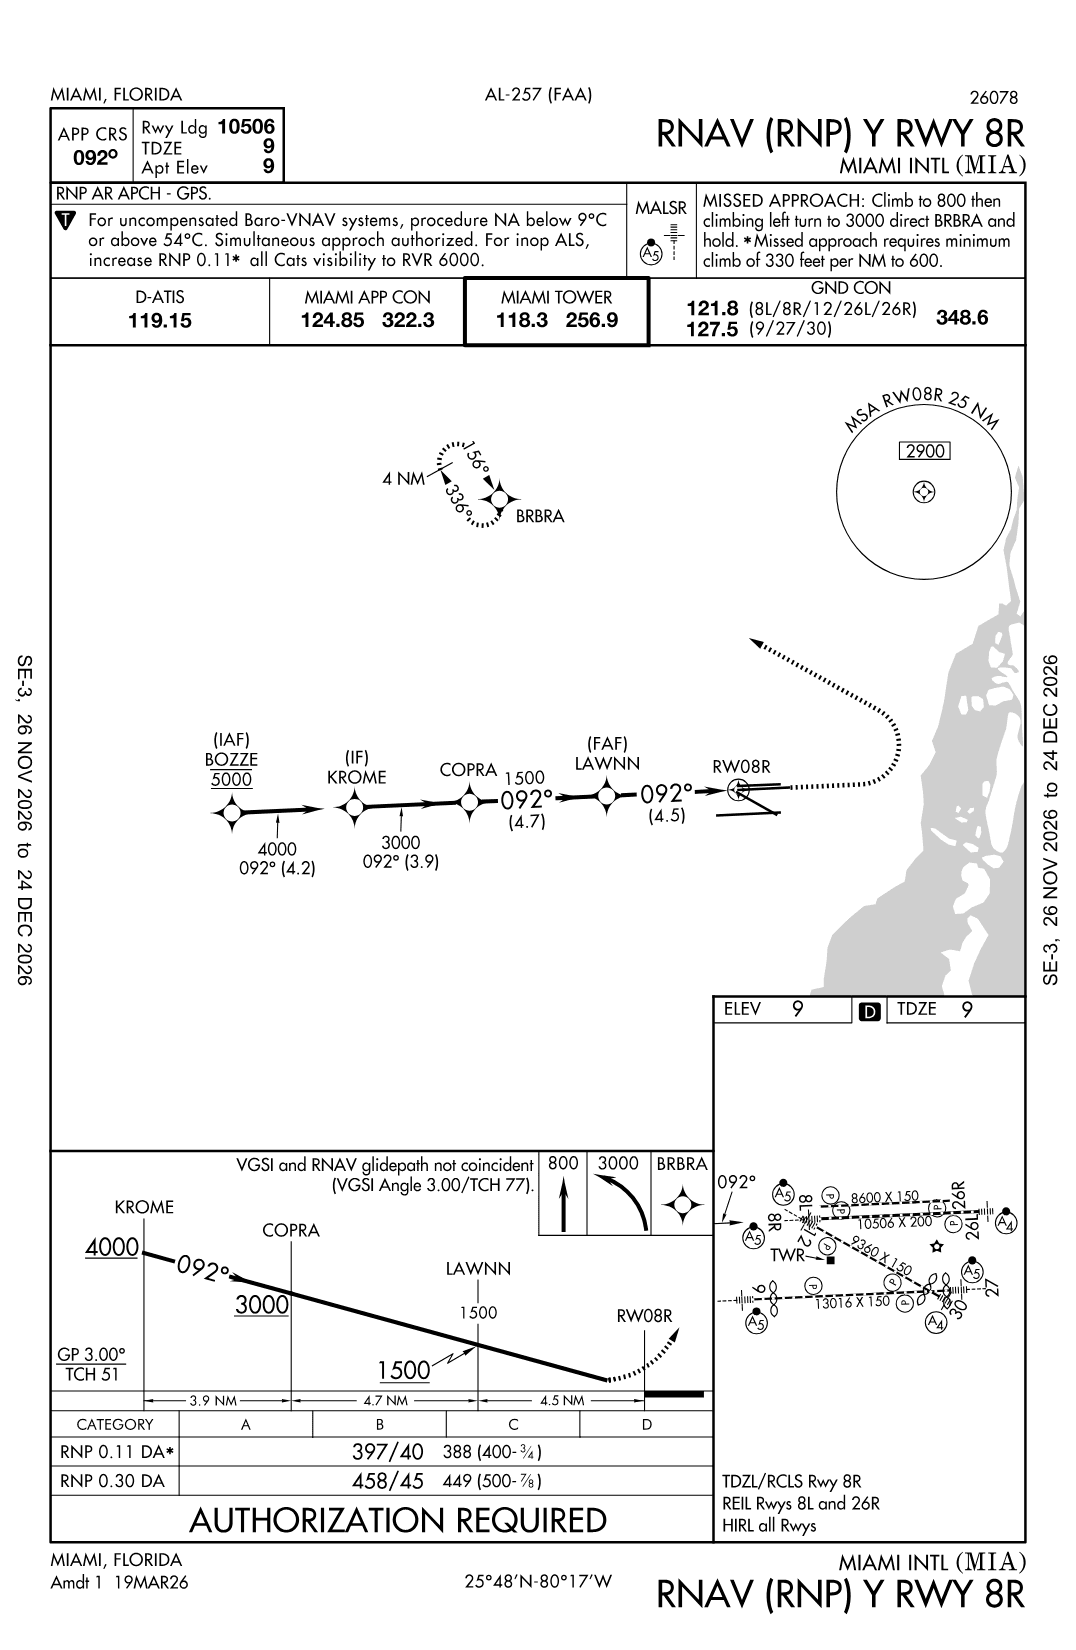 MIAMI, FLORIDA
AL-257 (FAA)
26078
APP CRS
092°
Rwy Ldg 10506
TDZE 9
Apt Elev 9
RNAV (RNP) Y RWY 8R
MIAMI INTL (MIA)
RNP AR APCH - GPS.
T
For uncompensated Baro-VNAV systems, procedure NA below 9°C
or above 54°C. Simultaneous approch authorized. For inop ALS,
increase RNP 0.11* all Cats visibility to RVR 6000.
MALSR
A5
MISSED APPROACH: Climb to 800 then
climbing left turn to 3000 direct BRBRA and
hold. *Missed approach requires minimum
climb of 330 feet per NM to 600.
D-ATIS
119.15
MIAMI APP CON
124.85 322.3
MIAMI TOWER
118.3 256.9
GND CON
121.8 (8L/8R/12/26L/26R)
127.5 (9/27/30)
348.6
MSA RW08R 25 NM
2900
4 NM
156°
336°
BRBRA
(IAF)
BOZZE
5000
(IF)
KROME
COPRA
1500
092°
(4.7)
(FAF)
LAWNN
092°
(4.5)
RW08R
4000
092° (4.2)
3000
092° (3.9)
SE-3, 26 NOV 2026 to 24 DEC 2026
SE-3, 26 NOV 2026 to 24 DEC 2026
ELEV 9
D
TDZE 9
092°
A5
8L
P
P
8600 X 150
P
26R
8R
A5
10506 X 200
P
26L
A4
12
P
9360 X 150
TWR
A5
9
P
P
P
13016 X 150
27
30
A5
A4
TDZL/RCLS Rwy 8R
REIL Rwys 8L and 26R
HIRL all Rwys
VGSI and RNAV glidepath not coincident
(VGSI Angle 3.00/TCH 77).
800
3000
BRBRA
KROME
4000
092°
COPRA
3000
LAWNN
1500
1500
RW08R
GP 3.00°
TCH 51
3.9 NM
4.7 NM
4.5 NM
CATEGORY A B C D
RNP 0.11 DA* 397/40 388 (400-¾)
RNP 0.30 DA 458/45 449 (500-⅞)
AUTHORIZATION REQUIRED
MIAMI, FLORIDA
Amdt 1 19MAR26
25°48'N-80°17'W
MIAMI INTL (MIA)
RNAV (RNP) Y RWY 8R